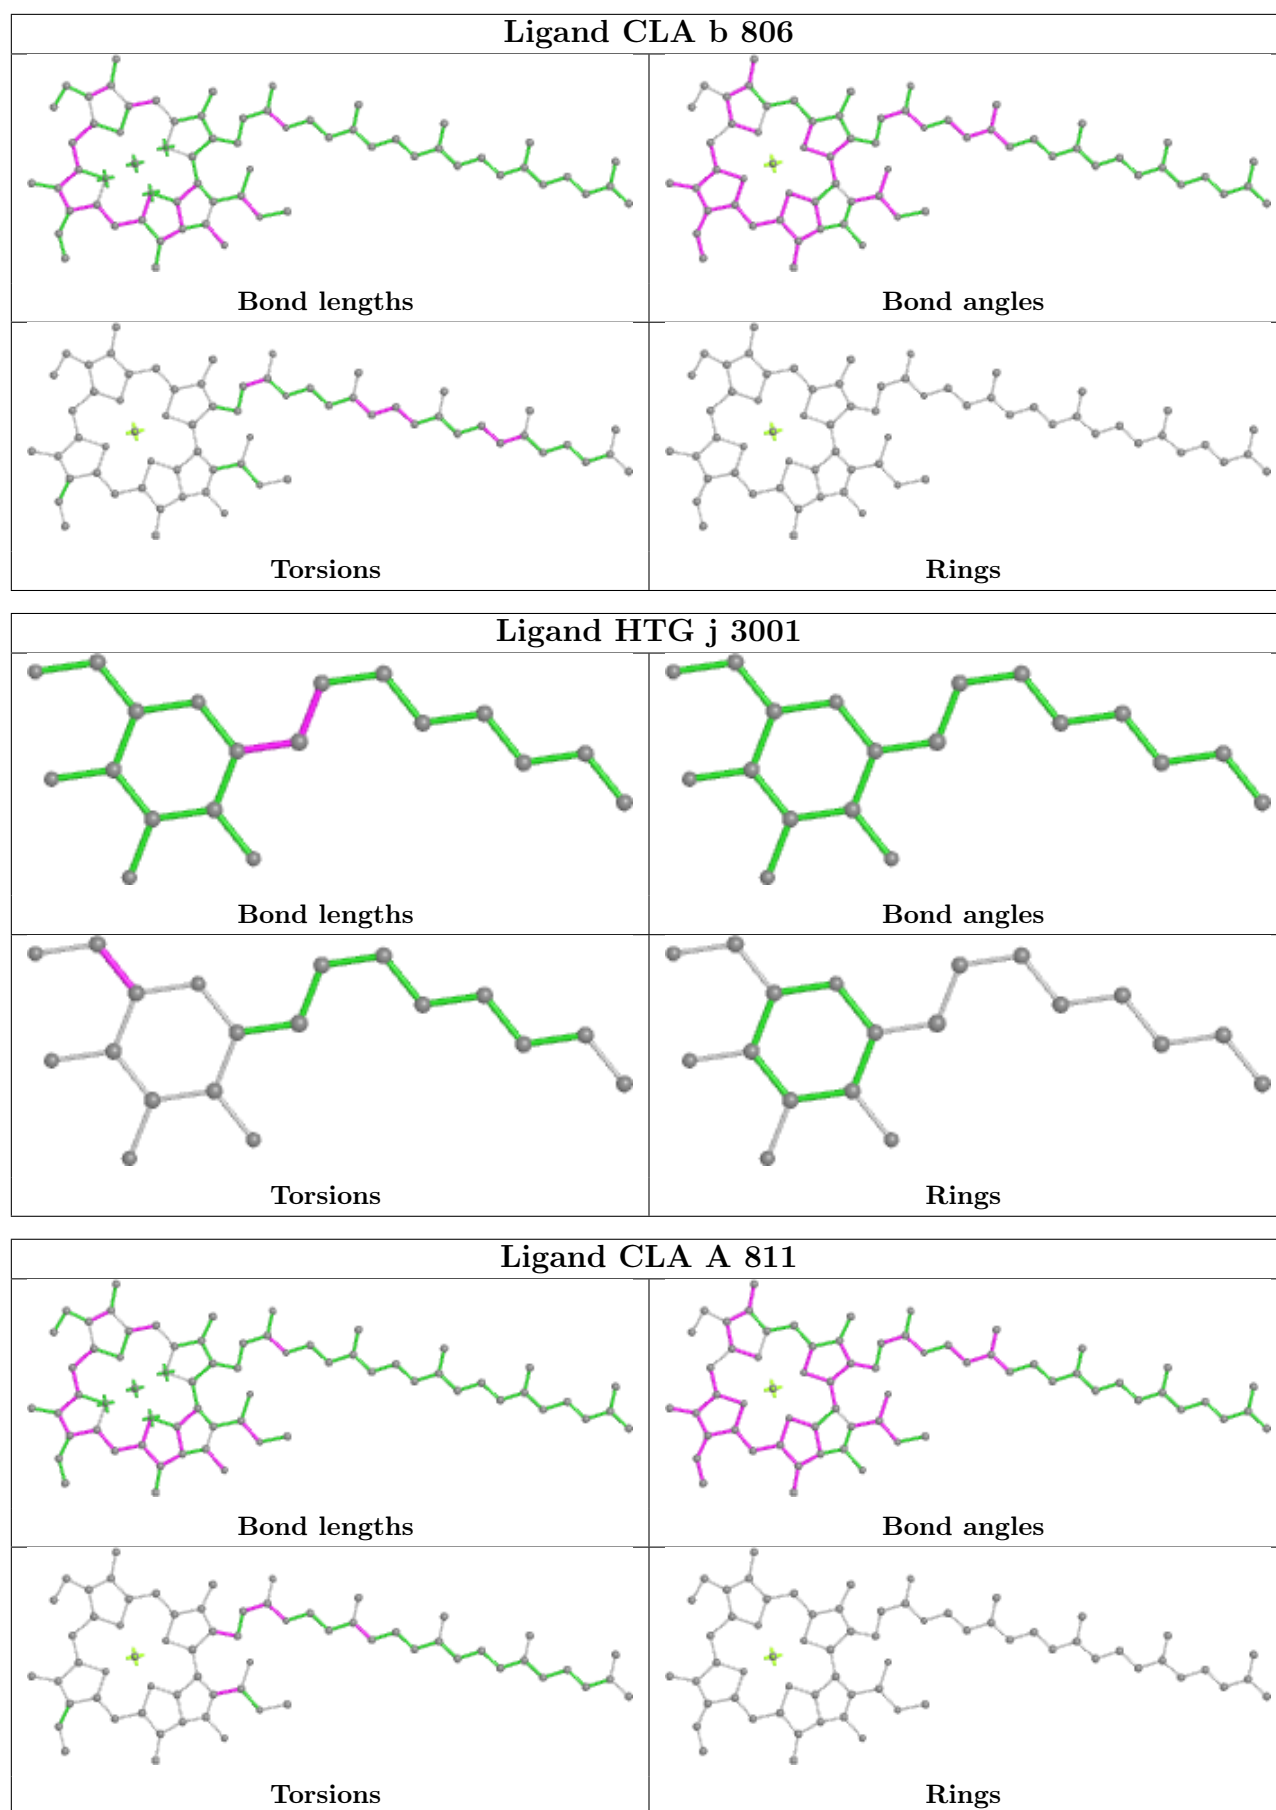 Ligand CLA b 806
Bond lengths
Bond angles
Torsions
Rings
Ligand HTG j 3001
Bond lengths
Bond angles
Torsions
Rings
Ligand CLA A 811
Bond lengths
Bond angles
Torsions
Rings